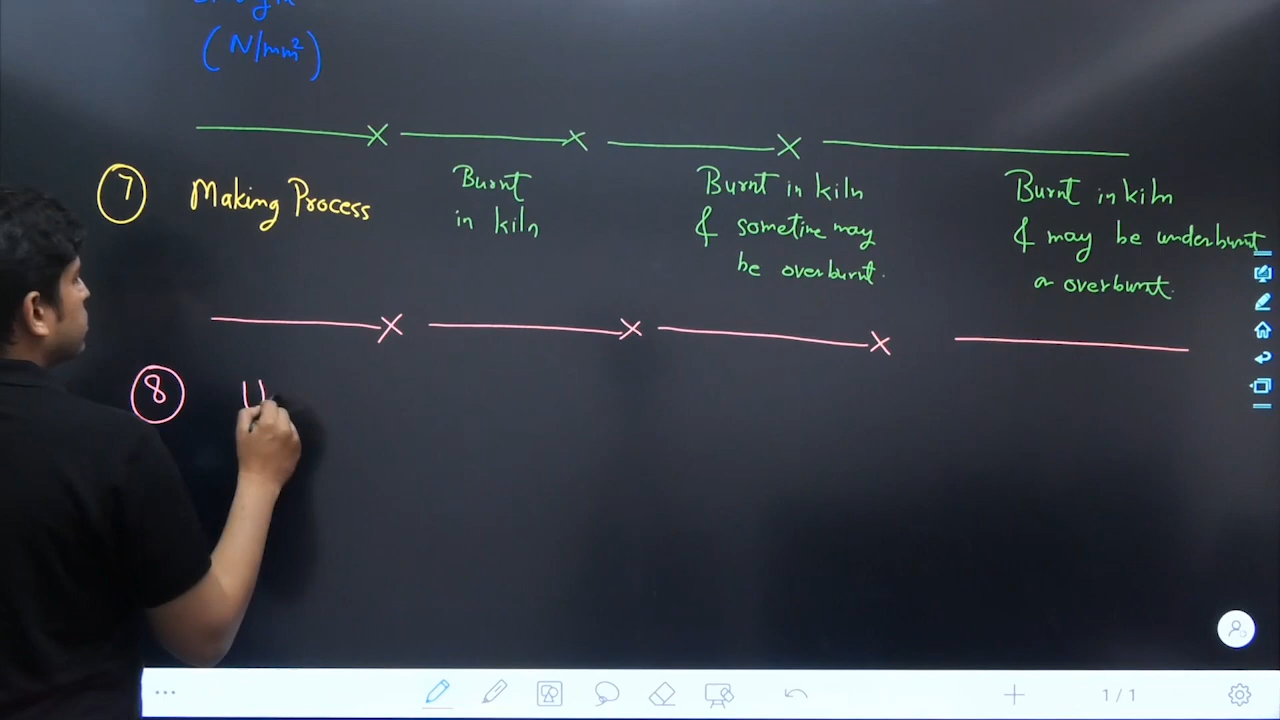 (N/mm²)
7 Making Process
Burnt
in kiln
Burnt in kiln
& sometime may
be overburnt.
Burnt in kiln
& may be underburnt
or overburnt.
8 U
1/1